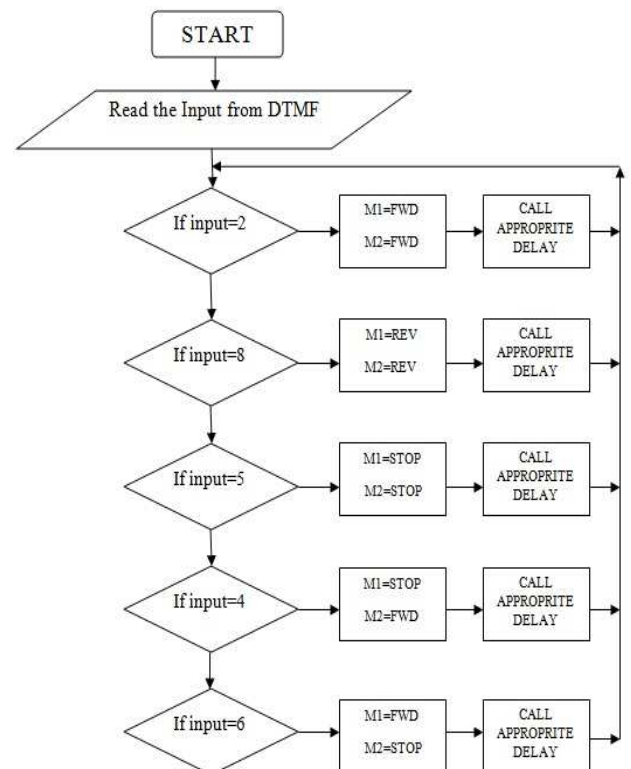 START
Read the Input from DTMF
If input=2
M1=FWD
M2=FWD
CALL
APPROPRITE
DELAY
If input=8
M1=REV
M2=REV
CALL
APPROPRITE
DELAY
If input=5
M1=STOP
M2=STOP
CALL
APPROPRITE
DELAY
If input=4
M1=STOP
M2=FWD
CALL
APPROPRITE
DELAY
If input=6
M1=FWD
M2=STOP
CALL
APPROPRITE
DELAY